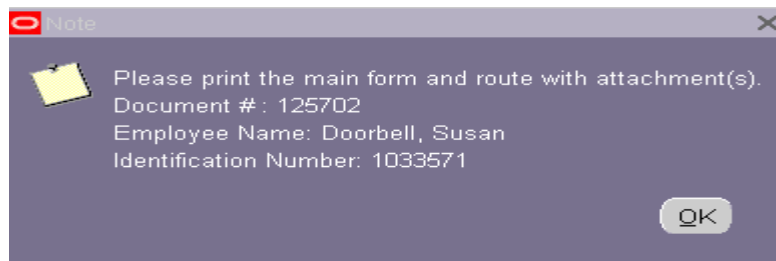 Note
Please print the main form and route with attachment(s).
Document # : 125702
Employee Name: Doorbell, Susan
Identification Number: 1033571
OK